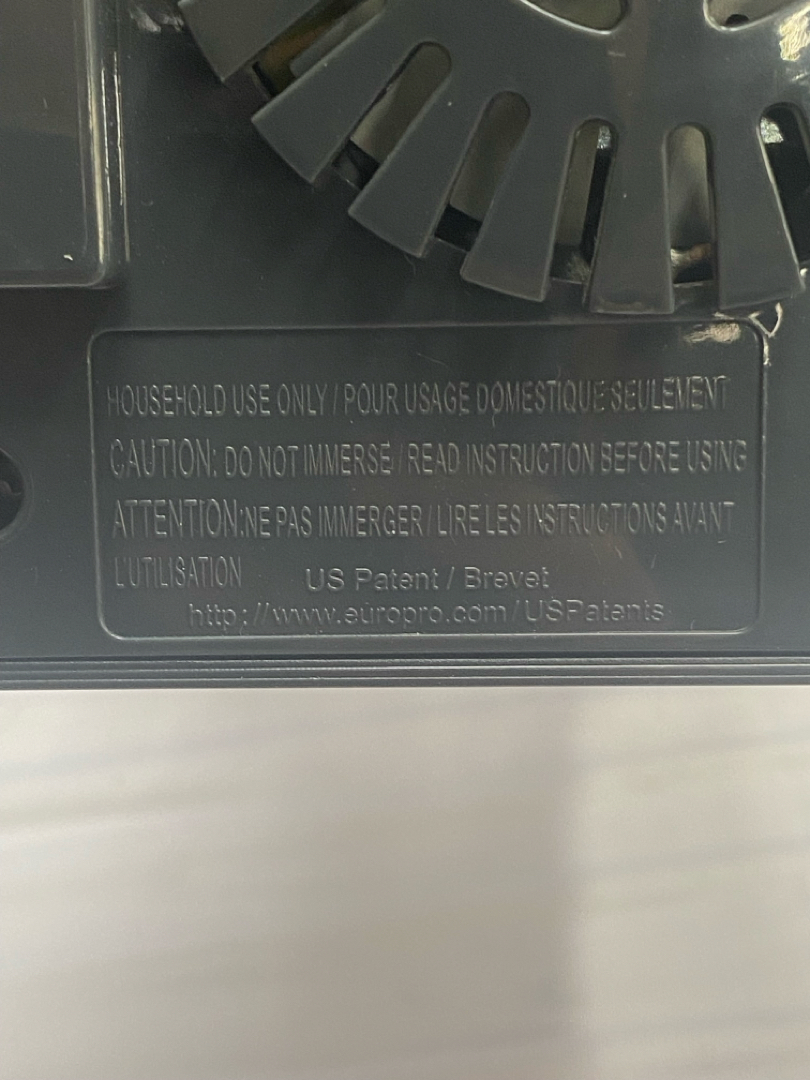 HOUSEHOLD USE ONLY / POUR USAGE DOMESTIQUE SEULEMENT
CAUTION: DO NOT IMMERSE / READ INSTRUCTION BEFORE USING
ATTENTION:NE PAS IMMERGER / LIRE LES INSTRUCTIONS AVANT
L'UTILISATION US Patent / Brevet
http://www.europro.com/USPatents